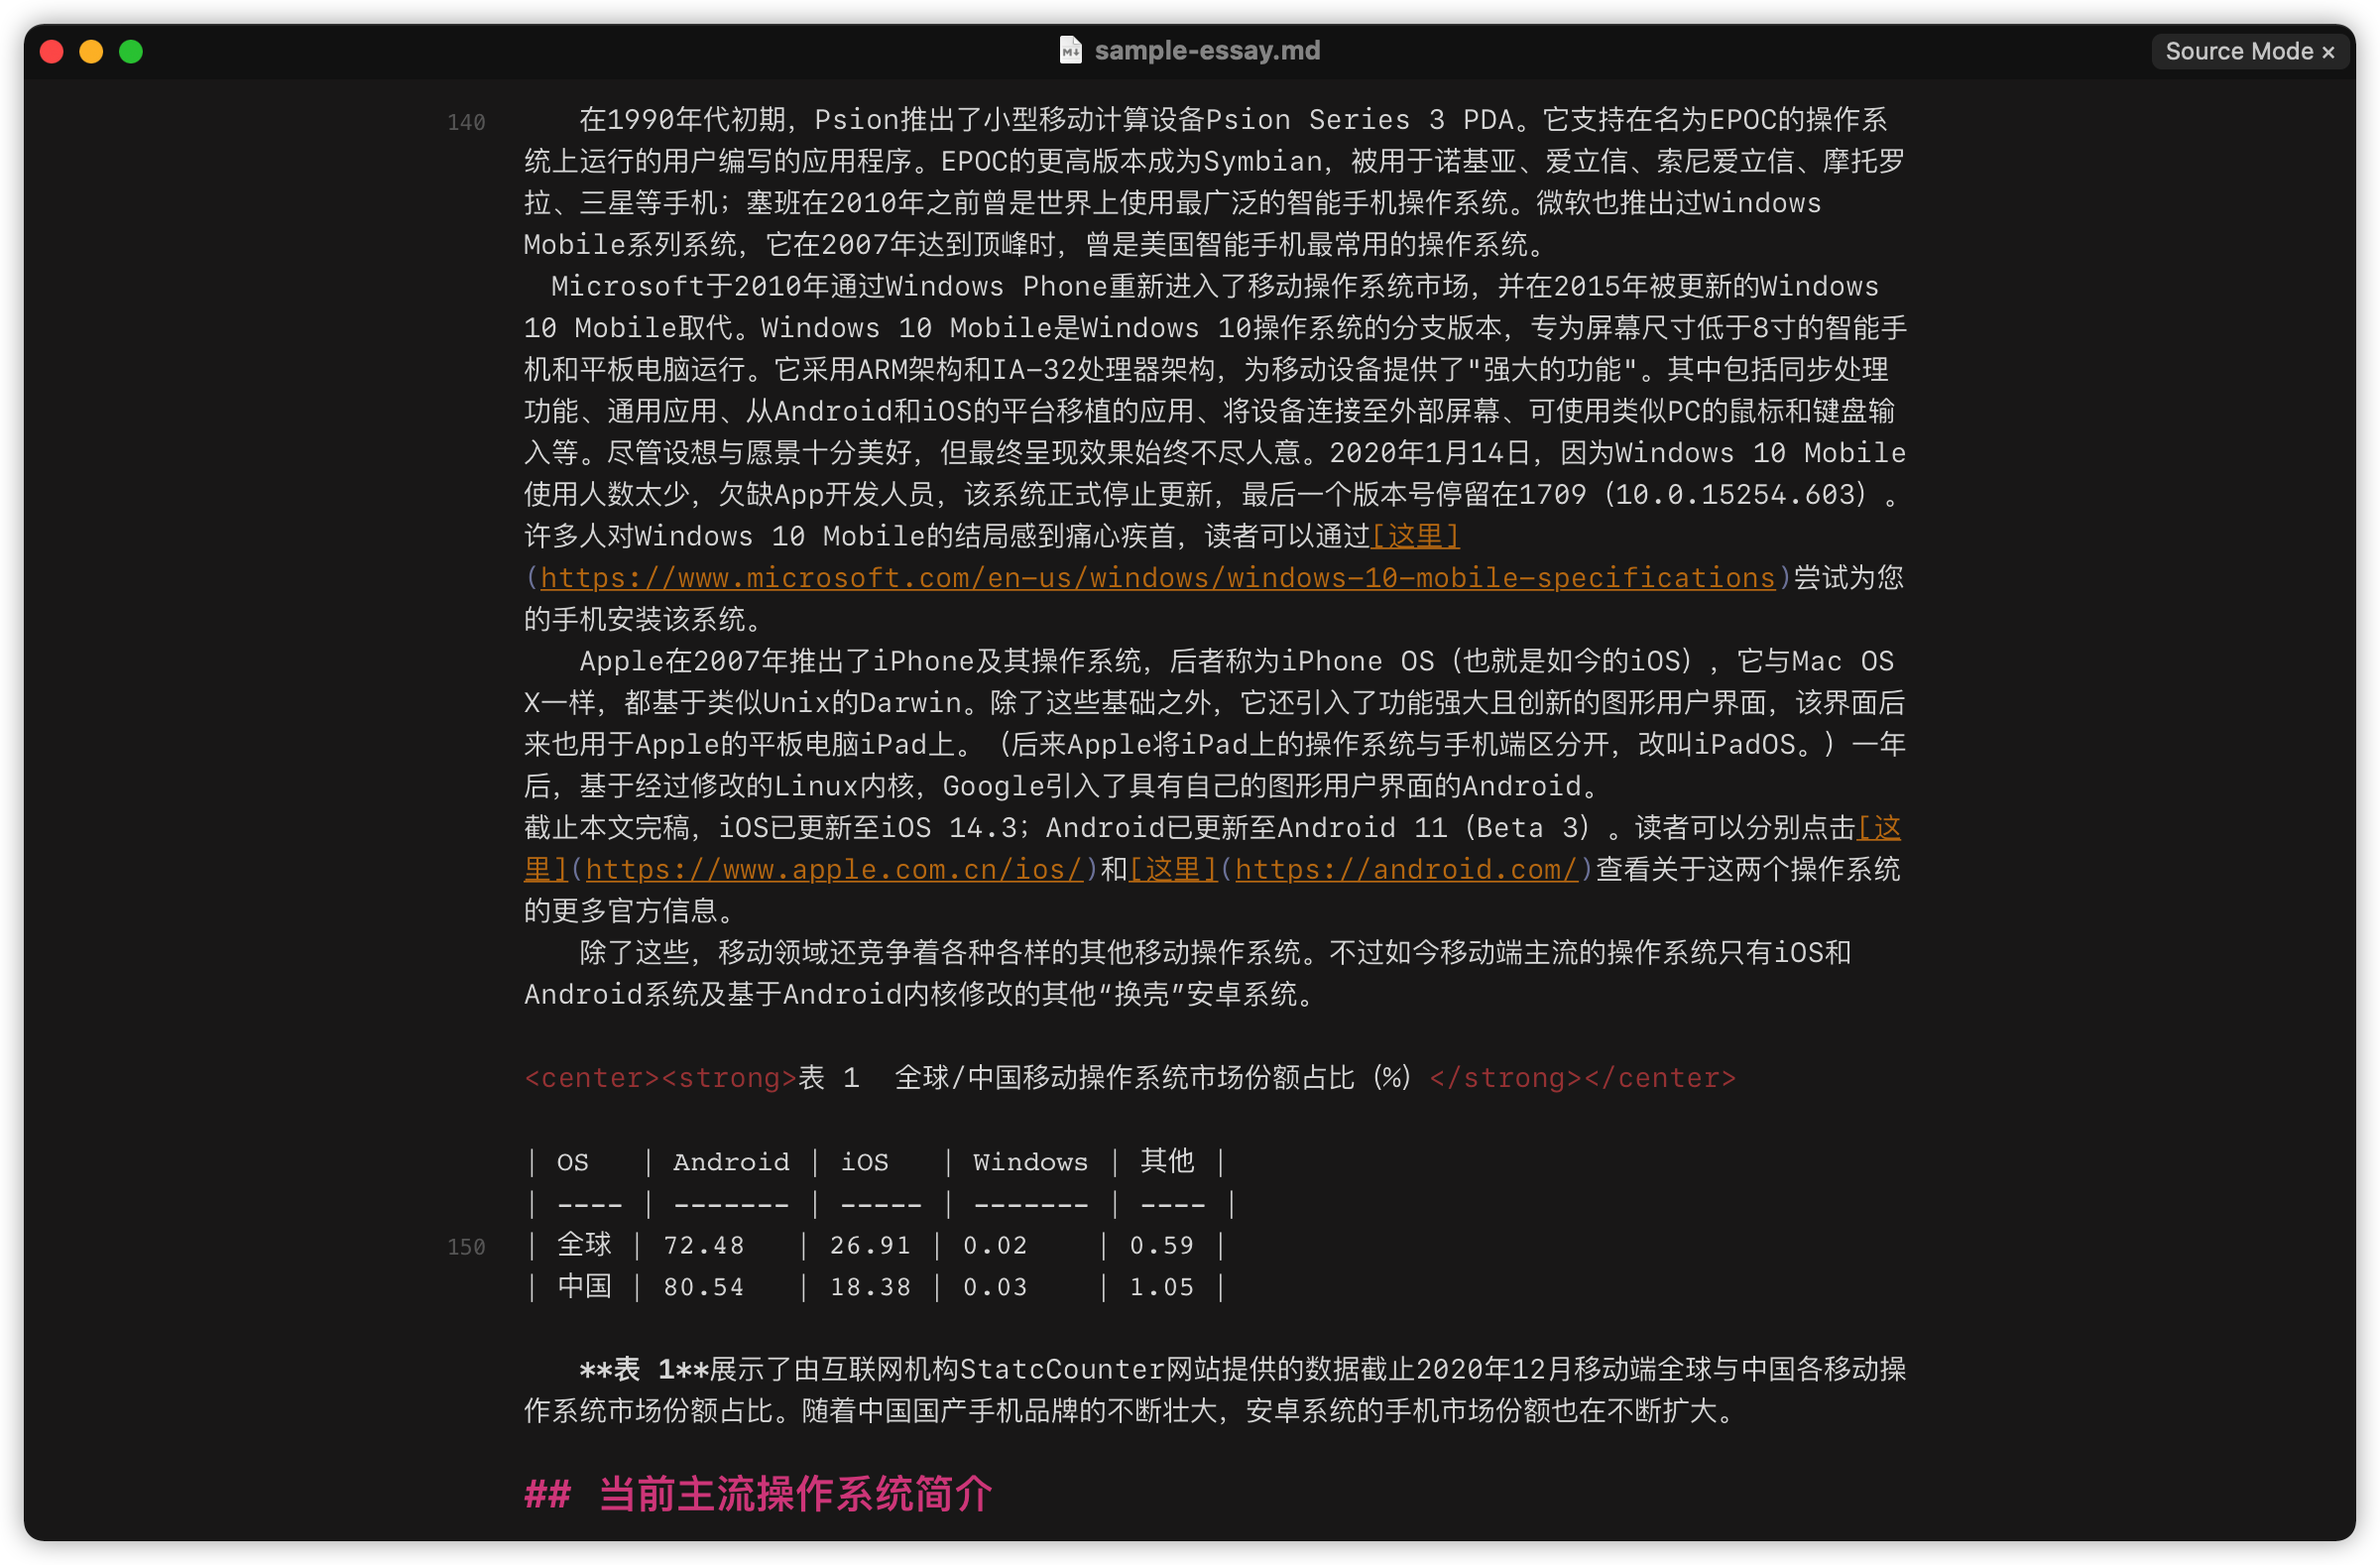 sample-essay.md
Source Mode ×
140
　　在1990年代初期，Psion推出了小型移动计算设备Psion Series 3 PDA。它支持在名为EPOC的操作系
统上运行的用户编写的应用程序。EPOC的更高版本成为Symbian，被用于诺基亚、爱立信、索尼爱立信、摩托罗
拉、三星等手机；塞班在2010年之前曾是世界上使用最广泛的智能手机操作系统。微软也推出过Windows
Mobile系列系统，它在2007年达到顶峰时，曾是美国智能手机最常用的操作系统。
　Microsoft于2010年通过Windows Phone重新进入了移动操作系统市场，并在2015年被更新的Windows
10 Mobile取代。Windows 10 Mobile是Windows 10操作系统的分支版本，专为屏幕尺寸低于8寸的智能手
机和平板电脑运行。它采用ARM架构和IA-32处理器架构，为移动设备提供了"强大的功能"。其中包括同步处理
功能、通用应用、从Android和iOS的平台移植的应用、将设备连接至外部屏幕、可使用类似PC的鼠标和键盘输
入等。尽管设想与愿景十分美好，但最终呈现效果始终不尽人意。2020年1月14日，因为Windows 10 Mobile
使用人数太少，欠缺App开发人员，该系统正式停止更新，最后一个版本号停留在1709（10.0.15254.603）。
许多人对Windows 10 Mobile的结局感到痛心疾首，读者可以通过[这里]
(https://www.microsoft.com/en-us/windows/windows-10-mobile-specifications)尝试为您
的手机安装该系统。
　　Apple在2007年推出了iPhone及其操作系统，后者称为iPhone OS（也就是如今的iOS），它与Mac OS
X一样，都基于类似Unix的Darwin。除了这些基础之外，它还引入了功能强大且创新的图形用户界面，该界面后
来也用于Apple的平板电脑iPad上。（后来Apple将iPad上的操作系统与手机端区分开，改叫iPadOS。）一年
后，基于经过修改的Linux内核，Google引入了具有自己的图形用户界面的Android。
截止本文完稿，iOS已更新至iOS 14.3；Android已更新至Android 11（Beta 3）。读者可以分别点击[这
里](https://www.apple.com.cn/ios/)和[这里](https://android.com/)查看关于这两个操作系统
的更多官方信息。
　　除了这些，移动领域还竞争着各种各样的其他移动操作系统。不过如今移动端主流的操作系统只有iOS和
Android系统及基于Android内核修改的其他“换壳”安卓系统。
<center><strong>表 1  全球/中国移动操作系统市场份额占比（%）</strong></center>
| OS   | Android | iOS   | Windows | 其他 |
| ---- | ------- | ----- | ------- | ---- |
150
| 全球 | 72.48   | 26.91 | 0.02    | 0.59 |
| 中国 | 80.54   | 18.38 | 0.03    | 1.05 |
　　**表 1**展示了由互联网机构StatcCounter网站提供的数据截止2020年12月移动端全球与中国各移动操
作系统市场份额占比。随着中国国产手机品牌的不断壮大，安卓系统的手机市场份额也在不断扩大。
## 当前主流操作系统简介